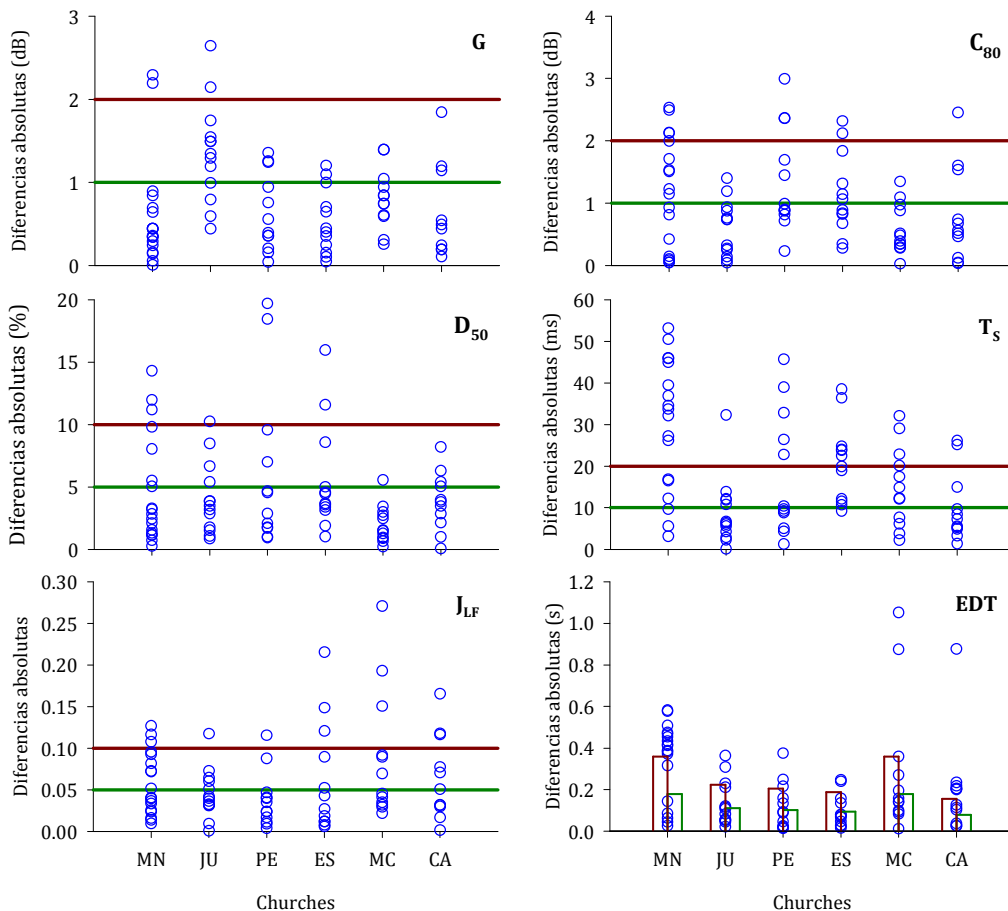 G
Diferencias absolutas (dB)
3
2
1
0
C80
Diferencias absolutas (dB)
4
3
2
1
0
D50
Diferencias absolutas (%)
20
15
10
5
0
TS
Diferencias absolutas (ms)
60
50
40
30
20
10
0
JLF
Diferencias absolutas
0.30
0.25
0.20
0.15
0.10
0.05
0.00
MN JU PE ES MC CA
Churches
EDT
Diferencias absolutas (s)
1.2
1.0
0.8
0.6
0.4
0.2
0.0
MN JU PE ES MC CA
Churches